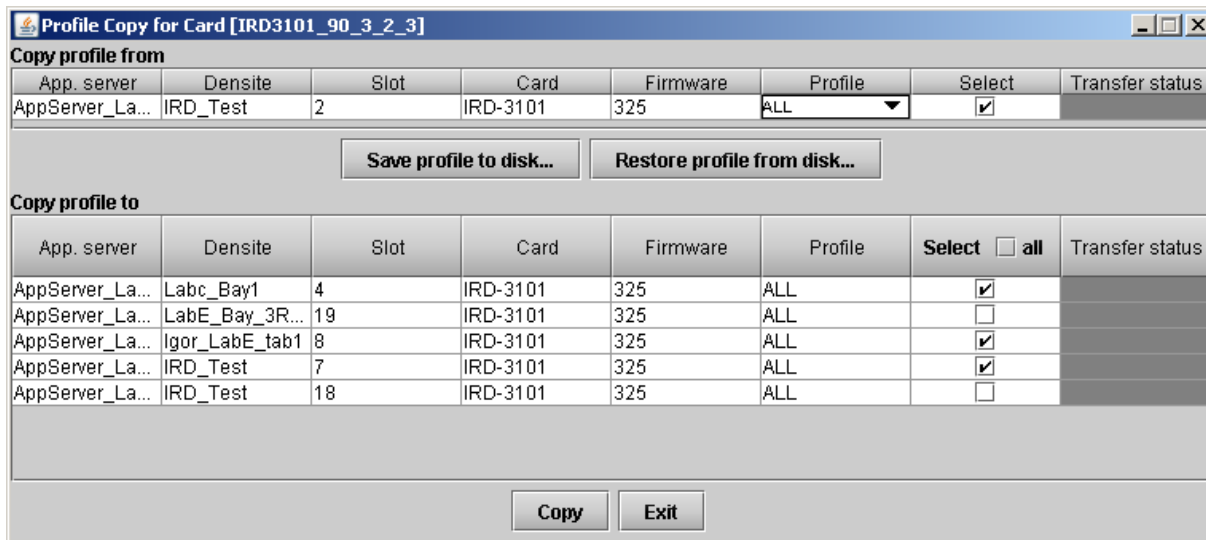 Profile Copy for Card [IRD3101_90_3_2_3]
Copy profile from
App. server Densite Slot Card Firmware Profile Select Transfer status
AppServer_La... IRD_Test 2 IRD-3101 325 ALL
Save profile to disk... Restore profile from disk...
Copy profile to
App. server Densite Slot Card Firmware Profile Select all Transfer status
AppServer_La... Labc_Bay1 4 IRD-3101 325 ALL
AppServer_La... LabE_Bay_3R... 19 IRD-3101 325 ALL
AppServer_La... Igor_LabE_tab1 8 IRD-3101 325 ALL
AppServer_La... IRD_Test 7 IRD-3101 325 ALL
AppServer_La... IRD_Test 18 IRD-3101 325 ALL
Copy Exit